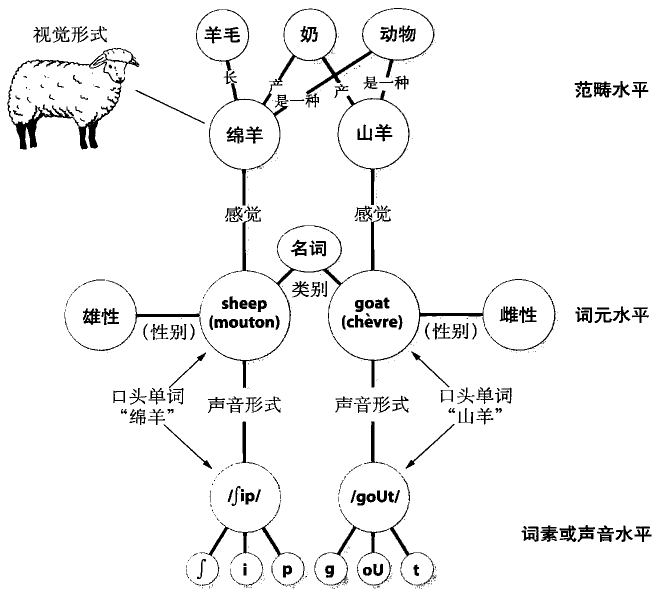 视觉形式
羊毛
奶
动物
长
产
是一种
产
是一种
范畴水平
绵羊
山羊
感觉
感觉
名词
类别
雄性
(性别)
sheep
(mouton)
goat
(chèvre)
(性别)
雌性
词元水平
口头单词
“绵羊”
声音形式
声音形式
口头单词
“山羊”
/ʃip/
/goUt/
词素或声音水平
ʃ
i
p
g
oU
t